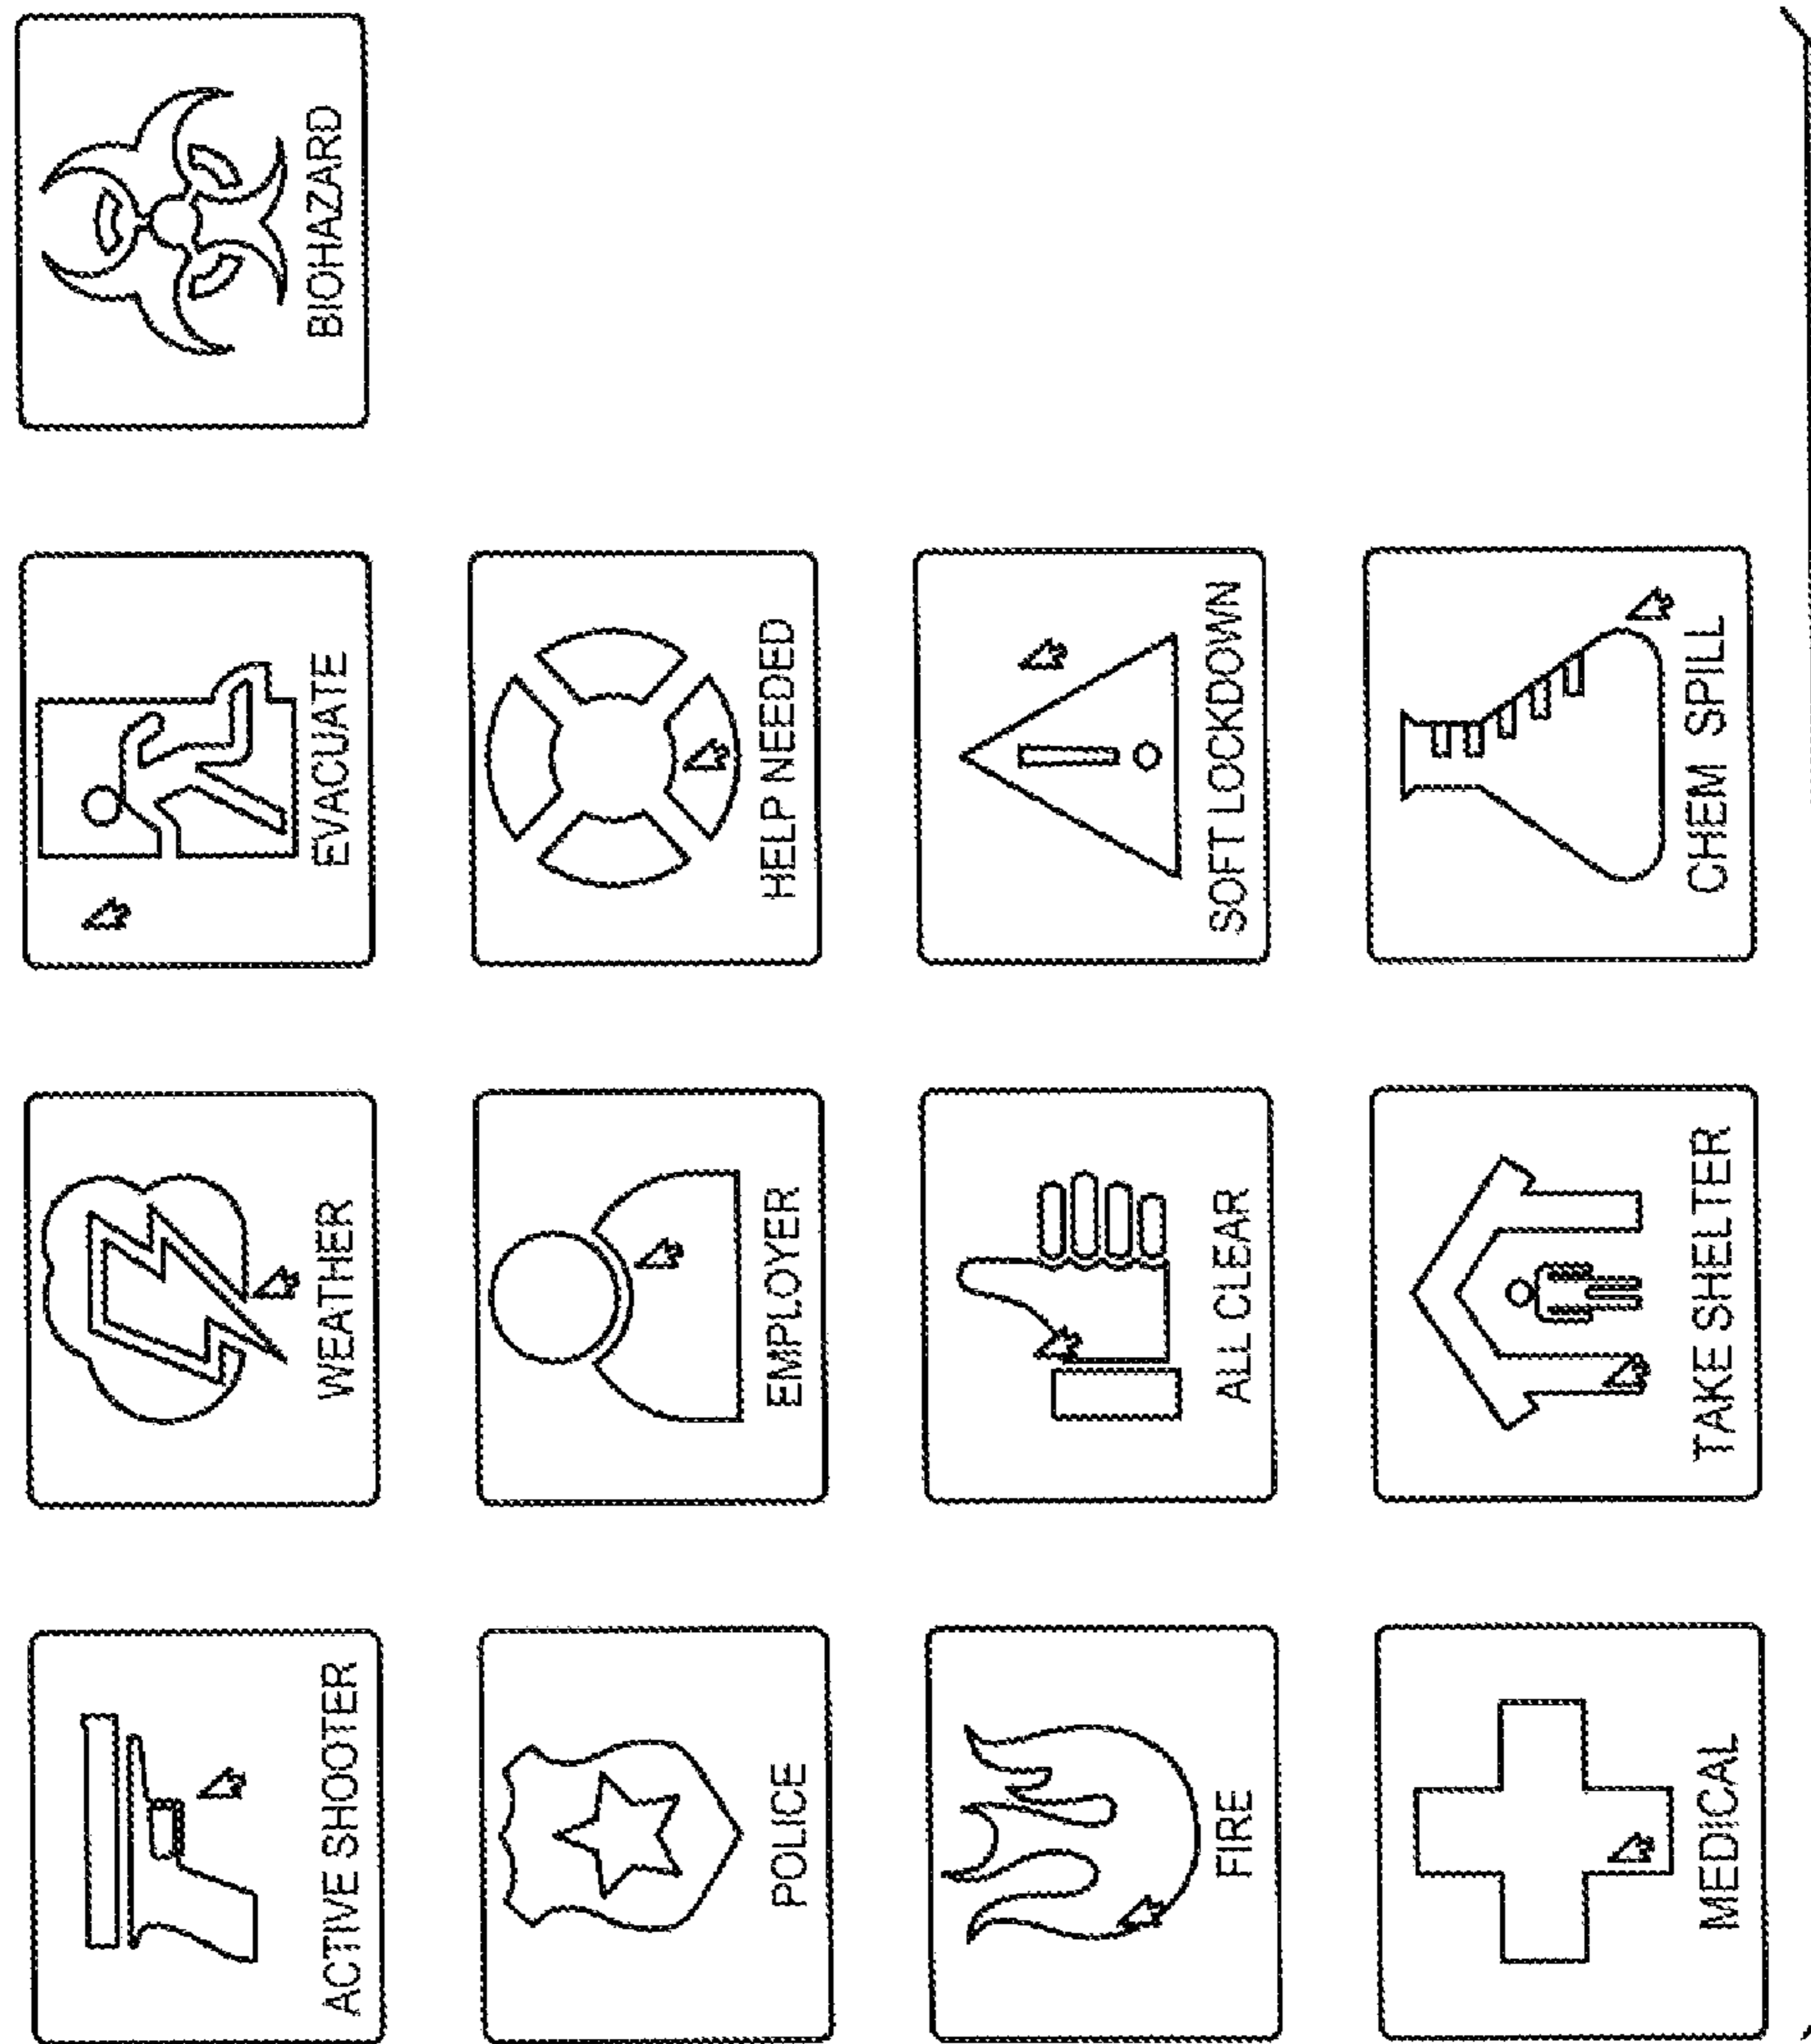 ACTIVE SHOOTER
WEATHER
EVACUATE
BIOHAZARD
POLICE
EMPLOYER
HELP NEEDED
FIRE
ALL CLEAR
SOFT LOCKDOWN
MEDICAL
TAKE SHELTER
CHEM SPILL